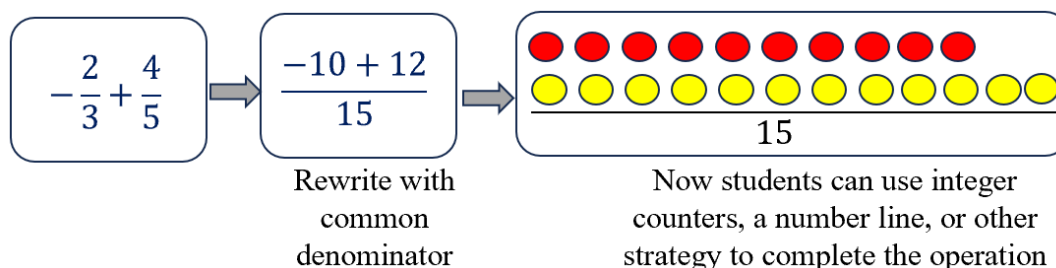 -2/3 + 4/5
(-10 + 12)/15
15
Rewrite with
common
denominator
Now students can use integer
counters, a number line, or other
strategy to complete the operation